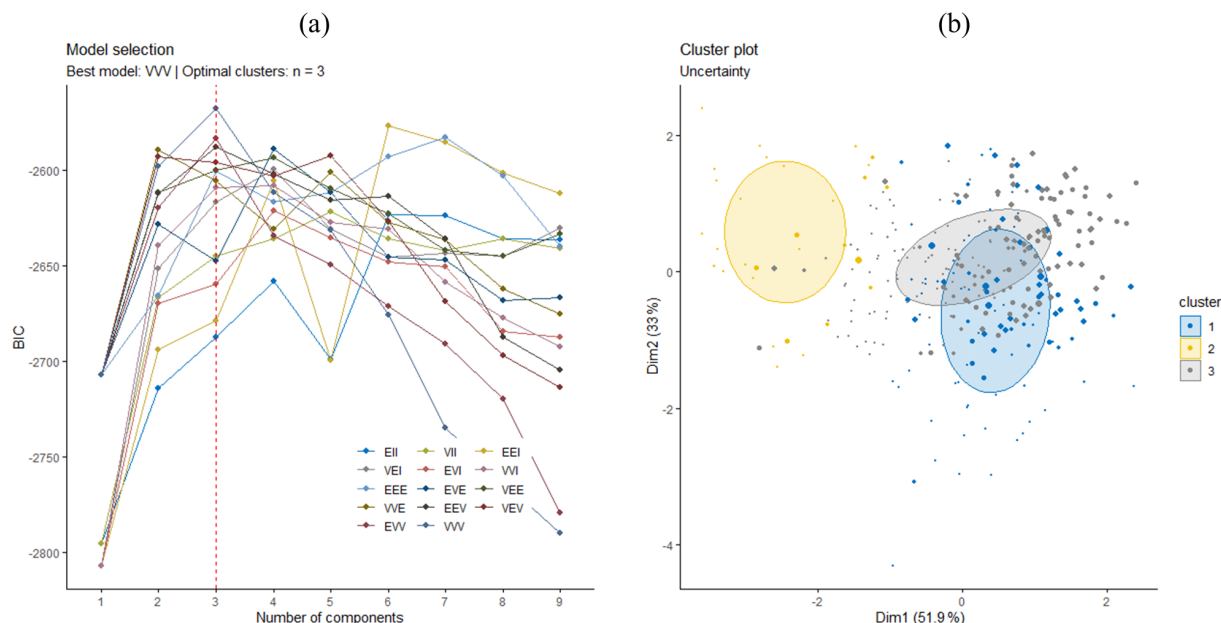 (a)
Model selection
Best model: VVV | Optimal clusters: n = 3
BIC
-2600
-2650
-2700
-2750
-2800
1 2 3 4 5 6 7 8 9
Number of components
EII VII EEI
VEI EVI VVI
EEE EVE VEE
VVE EEV VEV
EVV VVV
(b)
Cluster plot
Uncertainty
Dim2 (33%)
2
0
-2
-4
-2 0 2
Dim1 (51.9%)
cluster
1
2
3